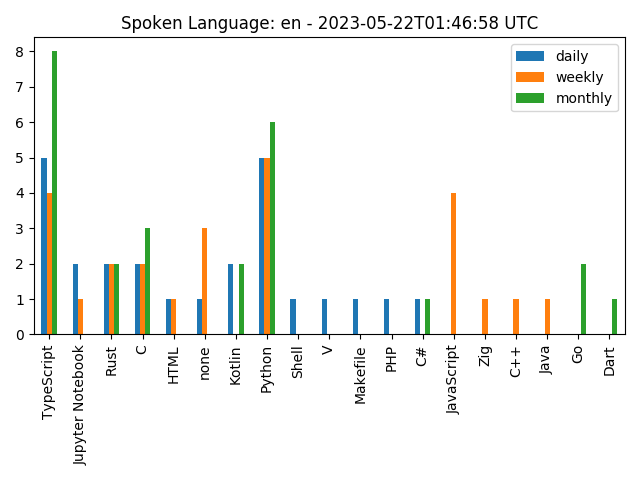 Spoken Language: en - 2023-05-22T01:46:58 UTC
daily
weekly
monthly
8
7
6
5
4
3
2
1
0
TypeScript
Jupyter Notebook
Rust
C
HTML
none
Kotlin
Python
Shell
V
Makefile
PHP
C#
JavaScript
Zig
C++
Java
Go
Dart